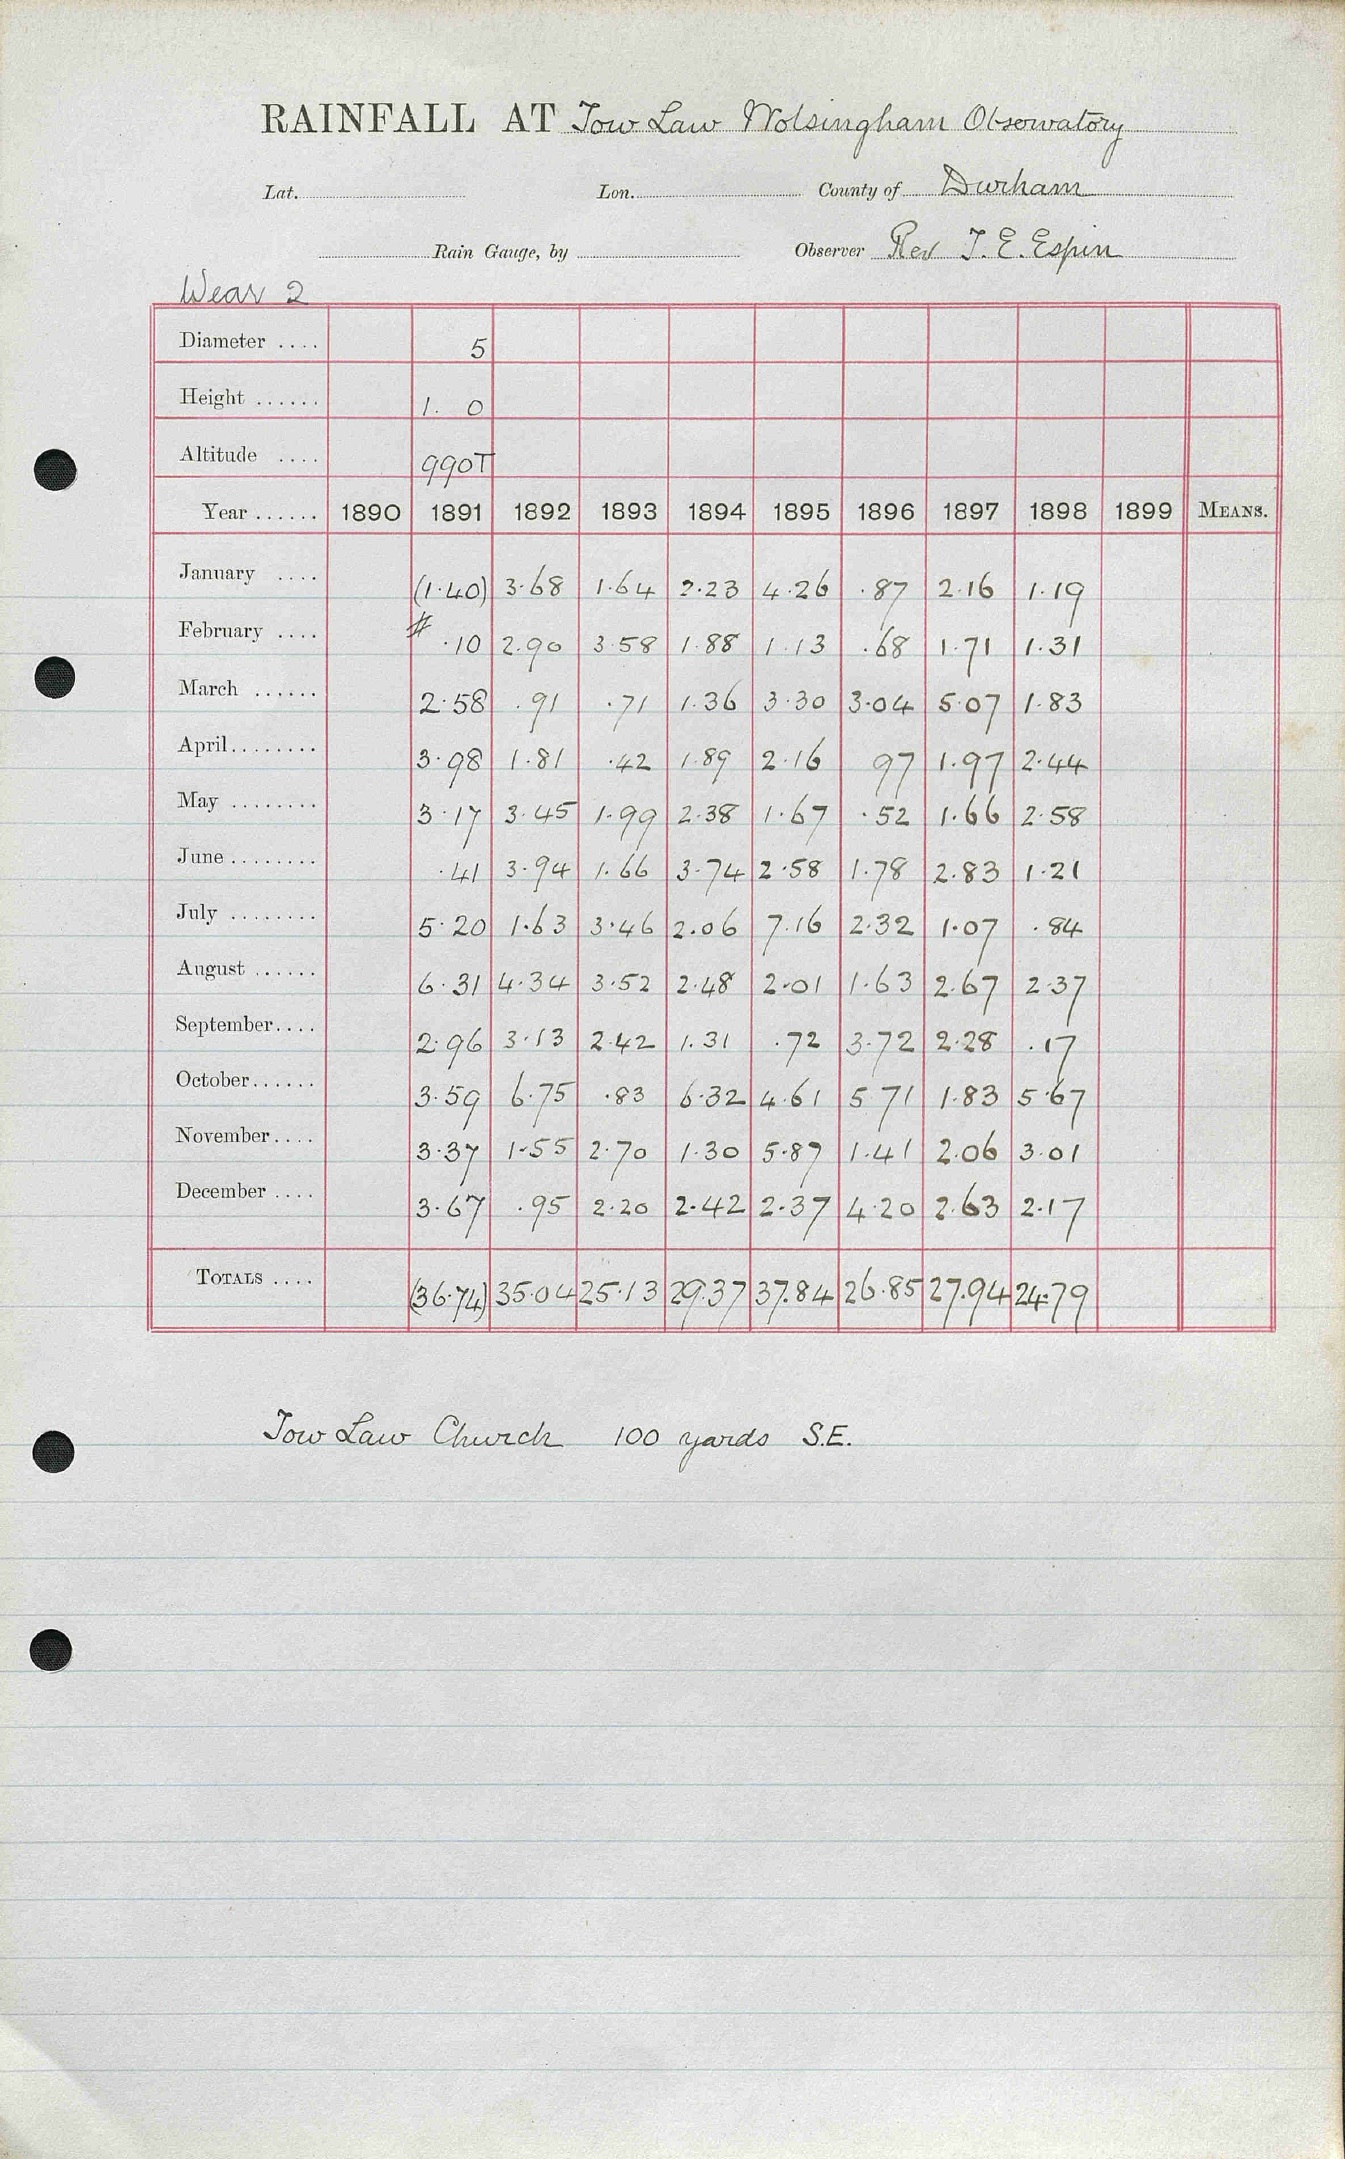 RAINFALL AT Tow Law Wolsingham Observatory
Lat. Lon. County of Durham
Rain Gauge, by Observer Rev T. E. Espin
Wear 2
Diameter .... 5
Height ...... 1. 0
Altitude .... 990T
Year ...... 1890 1891 1892 1893 1894 1895 1896 1897 1898 1899 MEANS.
January .... (1.40) 3.68 1.64 2.23 4.26 .87 2.16 1.19
February .... # .10 2.90 3.58 1.88 1.13 .68 1.71 1.31
March ...... 2.58 .91 .71 1.36 3.30 3.04 5.07 1.83
April........ 3.98 1.81 .42 1.89 2.16 97 1.97 2.44
May ........ 3.17 3.45 1.99 2.38 1.67 .52 1.66 2.58
June ........ .41 3.94 1.66 3.74 2.58 1.78 2.83 1.21
July ........ 5.20 1.63 3.46 2.06 7.16 2.32 1.07 .84
August ...... 6.31 4.34 3.52 2.48 2.01 1.63 2.67 2.37
September.... 2.96 3.13 2.42 1.31 .72 3.72 2.28 .17
October...... 3.59 6.75 .83 6.32 4.61 5 71 1.83 5.67
November.... 3.37 1.55 2.70 1.30 5.87 1.41 2.06 3.01
December .... 3.67 .95 2.20 2.42 2.37 4.20 2.63 2.17
TOTALS .... (36.74) 35.04 25.13 29.37 37.84 26.85 27.94 24.79
Tow Law Church 100 yards S.E.